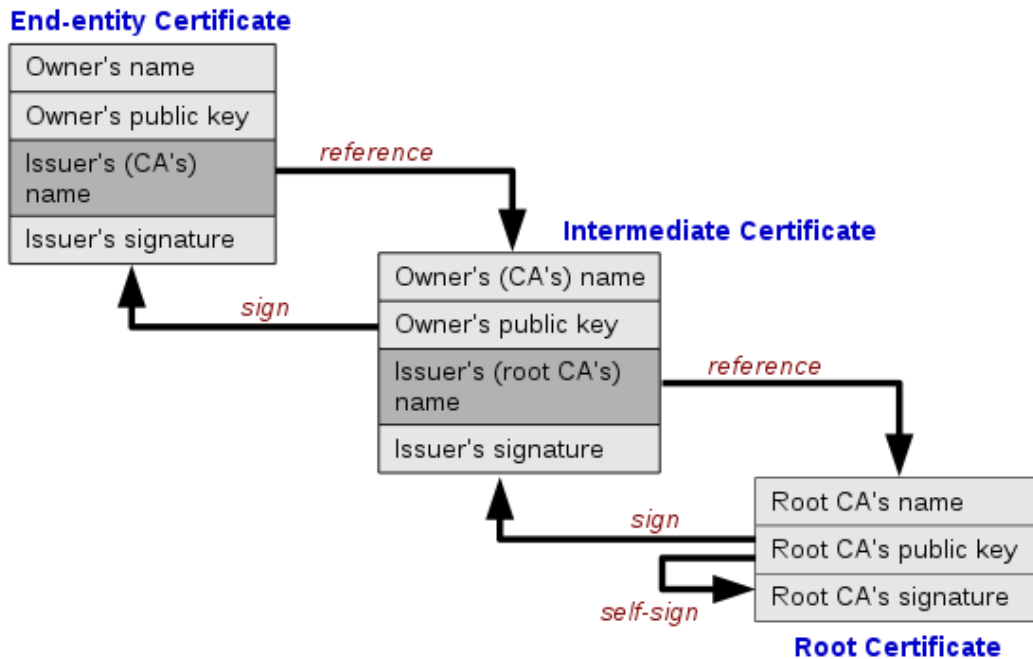 End-entity Certificate
Owner's name
Owner's public key
Issuer's (CA's)
name
Issuer's signature
reference
sign
Intermediate Certificate
Owner's (CA's) name
Owner's public key
Issuer's (root CA's)
name
Issuer's signature
reference
sign
self-sign
Root CA's name
Root CA's public key
Root CA's signature
Root Certificate